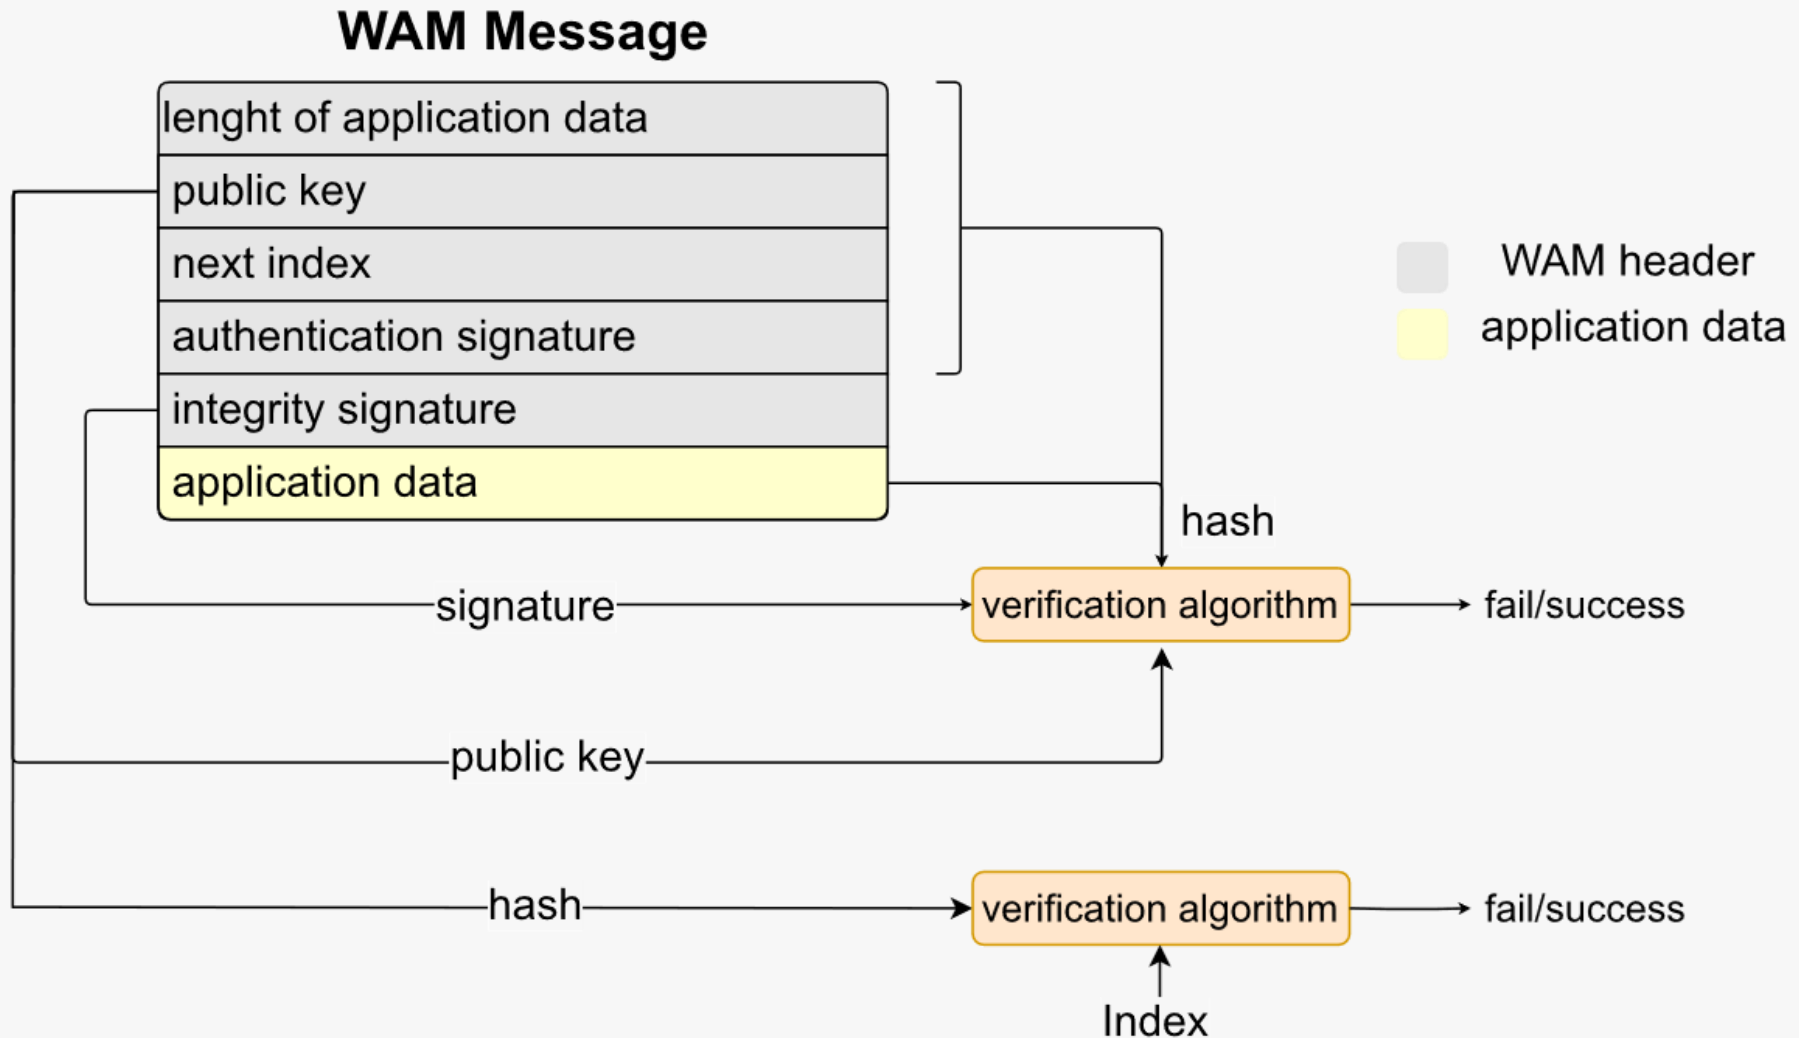 WAM Message
lenght of application data
public key
next index
authentication signature
integrity signature
application data
WAM header
application data
hash
signature
verification algorithm
fail/success
public key
hash
verification algorithm
fail/success
Index